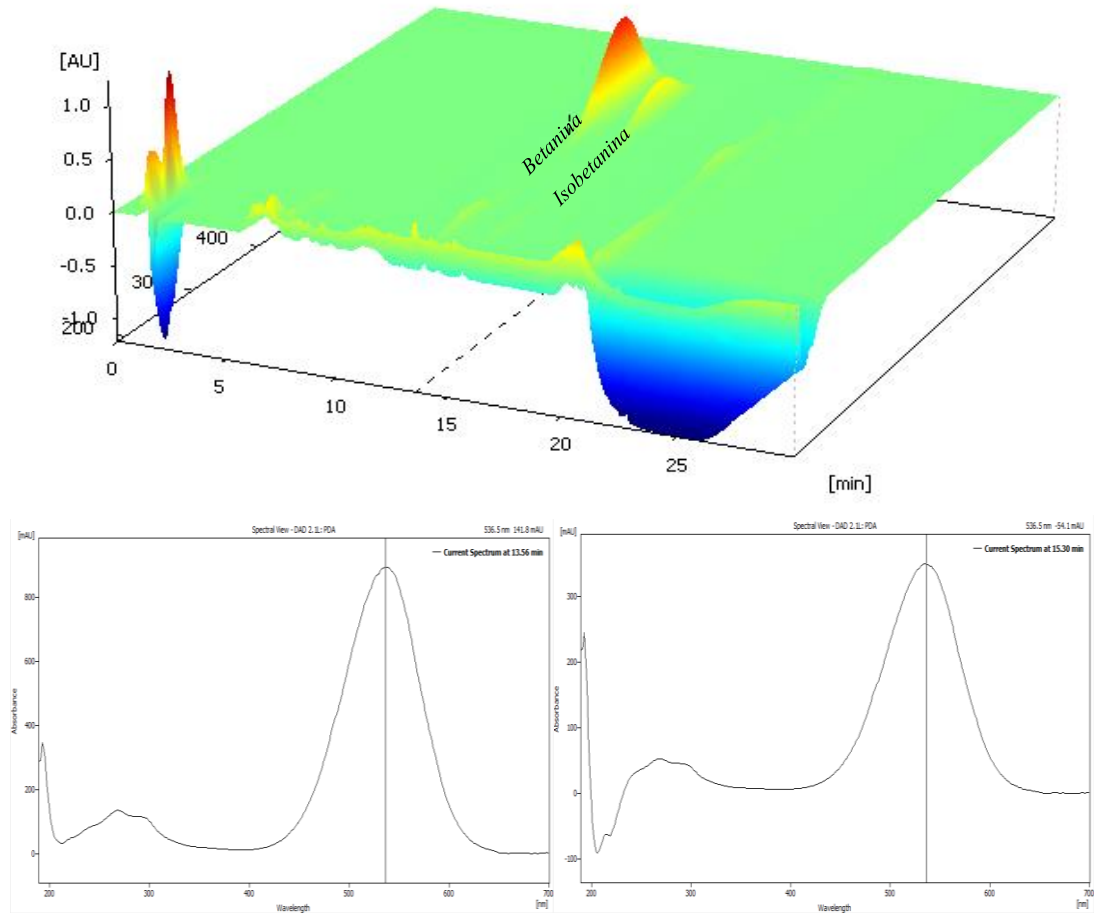 [AU]
1.0
0.5
0.0
-0.5
-1.0
200
30
400
0
5
10
15
20
25
[min]
Betanina
Isobetanina
[mAU]
Spectral View - DAD 2.1L: PDA
536.5 nm 141.8 mAU
— Current Spectrum at 13.56 min
800
600
400
200
0
Absorbance
200
300
400
500
600
700
Wavelength
[nm]
[mAU]
Spectral View - DAD 2.1L: PDA
536.5 nm -54.1 mAU
— Current Spectrum at 15.30 min
300
200
100
0
-100
Absorbance
200
300
400
500
600
700
Wavelength
[nm]